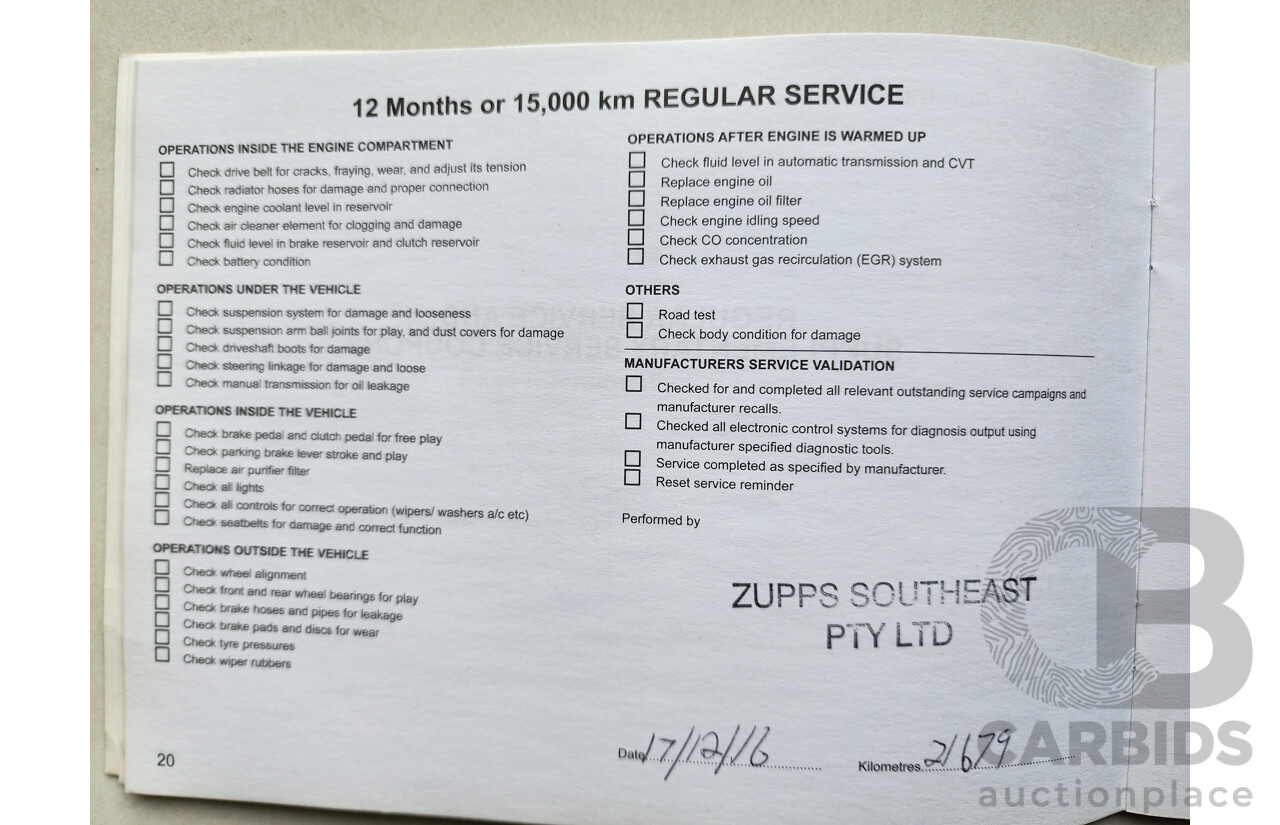 12 Months or 15,000 km REGULAR SERVICE
OPERATIONS INSIDE THE ENGINE COMPARTMENT
Check drive belt for cracks, fraying, wear, and adjust its tension
Check radiator hoses for damage and proper connection
Check engine coolant level in reservoir
Check air cleaner element for clogging and damage
Check fluid level in brake reservoir and clutch reservoir
Check battery condition
OPERATIONS UNDER THE VEHICLE
Check suspension system for damage and looseness
Check suspension arm ball joints for play, and dust covers for damage
Check driveshaft boots for damage
Check steering linkage for damage and loose
Check manual transmission for oil leakage
OPERATIONS INSIDE THE VEHICLE
Check brake pedal and clutch pedal for free play
Check parking brake lever stroke and play
Replace air purifier filter
Check all lights
Check all controls for correct operation (wipers/ washers a/c etc)
Check seatbelts for damage and correct function
OPERATIONS OUTSIDE THE VEHICLE
Check wheel alignment
Check front and rear wheel bearings for play
Check brake hoses and pipes for leakage
Check brake pads and discs for wear
Check tyre pressures
Check wiper rubbers
20
OPERATIONS AFTER ENGINE IS WARMED UP
Check fluid level in automatic transmission and CVT
Replace engine oil
Replace engine oil filter
Check engine idling speed
Check CO concentration
Check exhaust gas recirculation (EGR) system
OTHERS
Road test
Check body condition for damage
MANUFACTURERS SERVICE VALIDATION
Checked for and completed all relevant outstanding service campaigns and
manufacturer recalls.
Checked all electronic control systems for diagnosis output using
manufacturer specified diagnostic tools.
Service completed as specified by manufacturer.
Reset service reminder
Performed by
ZUPPS SOUTHEAST
PTY LTD
Date 17/12/16 Kilometres 21679
CARBIDS
auctionplace